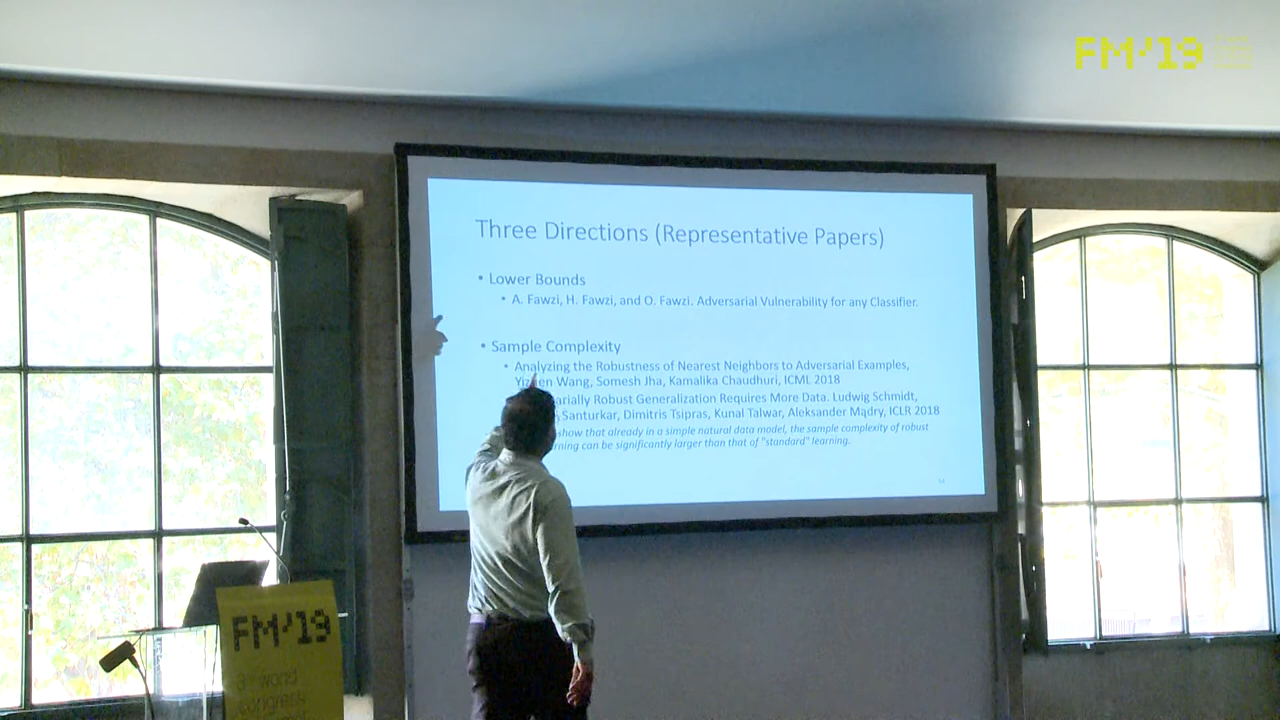 FM'19
Three Directions (Representative Papers)
• Lower Bounds
• A. Fawzi, H. Fawzi, and O. Fawzi. Adversarial Vulnerability for any Classifier.
• Sample Complexity
• Analyzing the Robustness of Nearest Neighbors to Adversarial Examples,
Wang, Somesh Jha, Kamalika Chaudhuri, ICML 2018
Robust Generalization Requires More Data. Ludwig Schmidt,
Santurkar, Dimitris Tsipras, Kunal Talwar, Aleksander Mądry, ICLR 2018
show that already in a simple natural data model, the sample complexity of robust
can be significantly larger than that of "standard" learning.
FM'19
world
congress